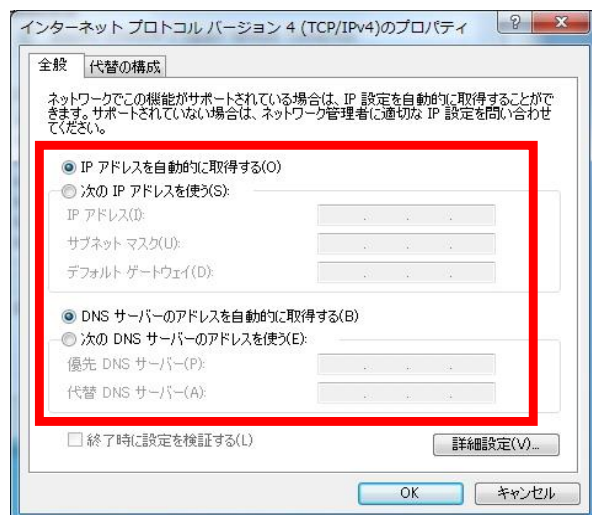 インターネット プロトコル バージョン 4 (TCP/IPv4)のプロパティ
全般
代替の構成
ネットワークでこの機能がサポートされている場合は、IP 設定を自動的に取得することがで
きます。サポートされていない場合は、ネットワーク管理者に適切な IP 設定を問い合わせ
てください。
IP アドレスを自動的に取得する(O)
次の IP アドレスを使う(S):
IP アドレス(I):
サブネット マスク(U):
デフォルト ゲートウェイ(D):
DNS サーバーのアドレスを自動的に取得する(B)
次の DNS サーバーのアドレスを使う(E):
優先 DNS サーバー(P):
代替 DNS サーバー(A):
終了時に設定を検証する(L)
詳細設定(V)...
OK
キャンセル